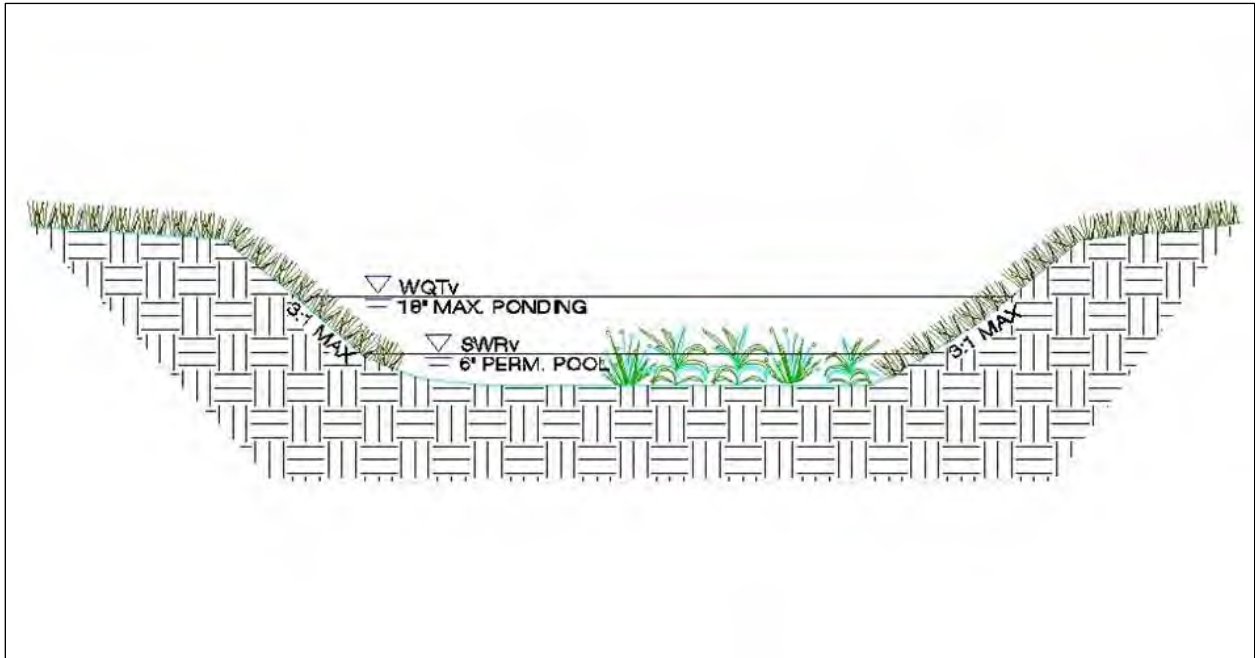 WQTv
18" MAX. PONDING
3:1 MAX
3:1 MAX
SWRv
6" PERM. POOL